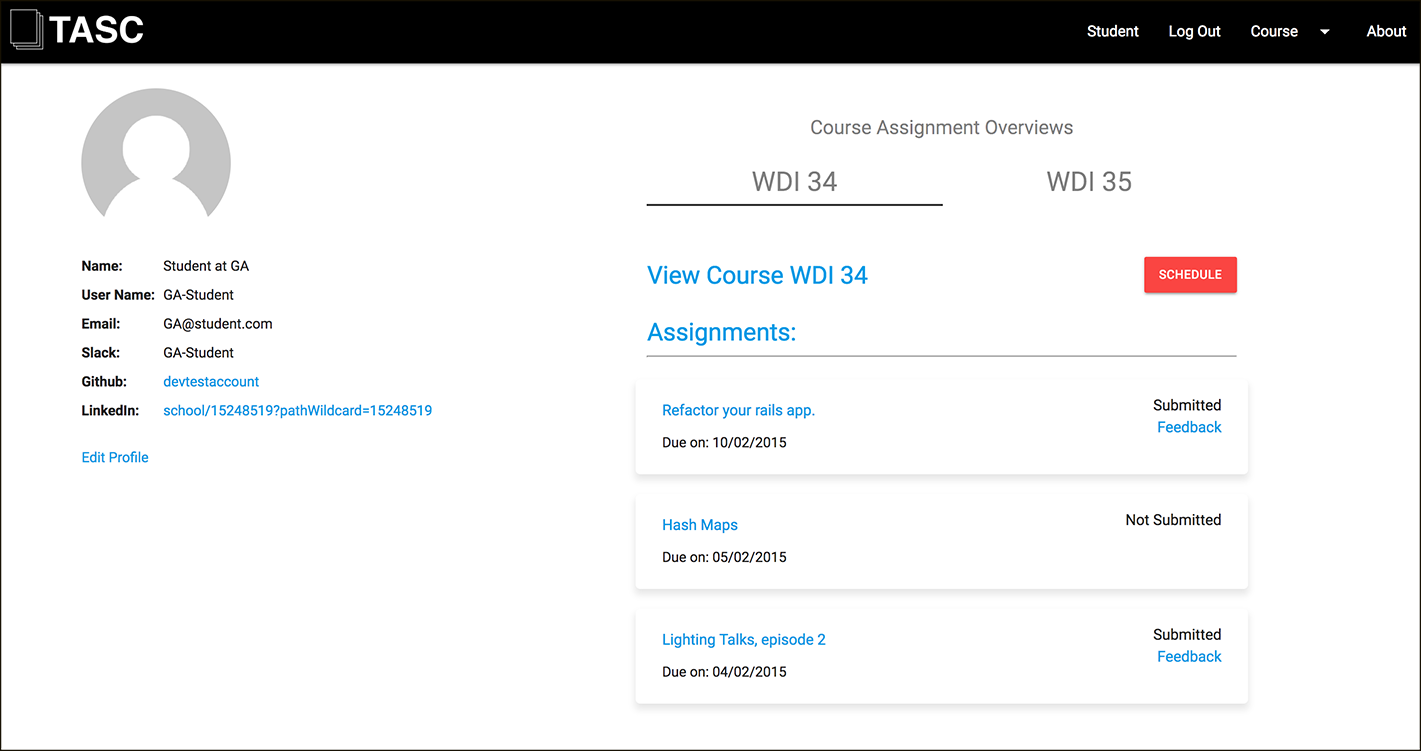 TASC
Student Log Out Course About
Name: Student at GA
User Name: GA-Student
Email: GA@student.com
Slack: GA-Student
Github: devtestaccount
LinkedIn: school/15248519?pathWildcard=15248519
Edit Profile
Course Assignment Overviews
WDI 34 WDI 35
View Course WDI 34 SCHEDULE
Assignments:
Refactor your rails app. Submitted
Feedback
Due on: 10/02/2015
Hash Maps Not Submitted
Due on: 05/02/2015
Lighting Talks, episode 2 Submitted
Feedback
Due on: 04/02/2015